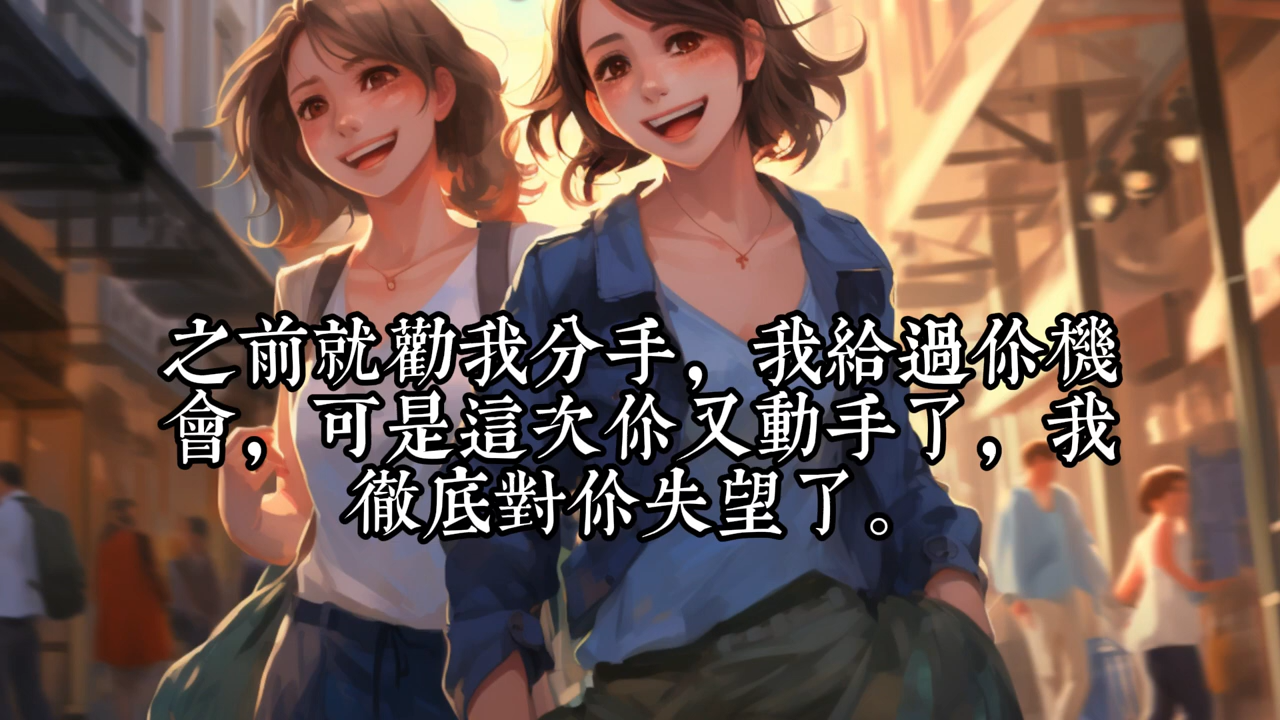 之前就勸我分手，我給過你機
會，可是這次你又動手了，我
徹底對你失望了。